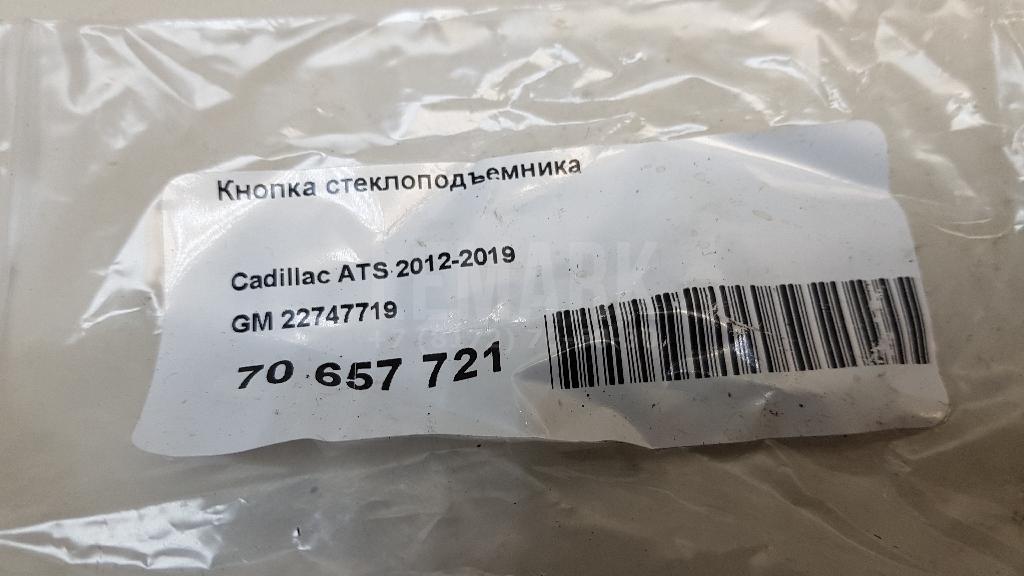 Кнопка стеклоподъемника
Cadillac ATS 2012-2019
GM 22747719
70 657 721